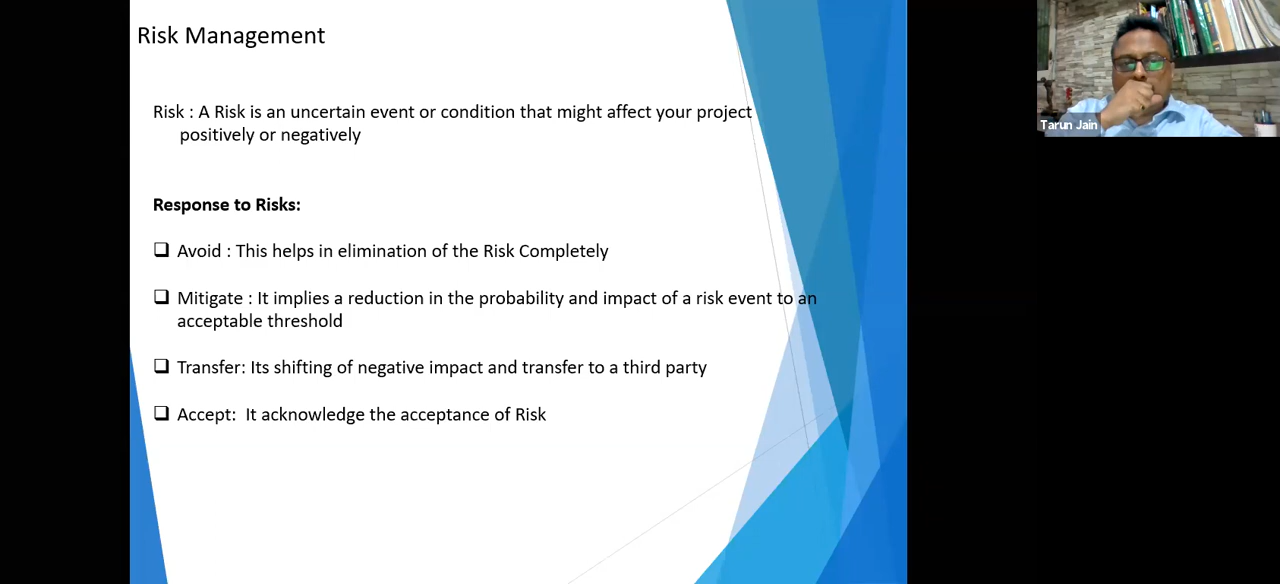 Risk Management
Risk : A Risk is an uncertain event or condition that might affect your project
positively or negatively
Response to Risks:
❑ Avoid : This helps in elimination of the Risk Completely
❑ Mitigate : It implies a reduction in the probability and impact of a risk event to an
acceptable threshold
❑ Transfer: Its shifting of negative impact and transfer to a third party
❑ Accept:  It acknowledge the acceptance of Risk
Tarun Jain